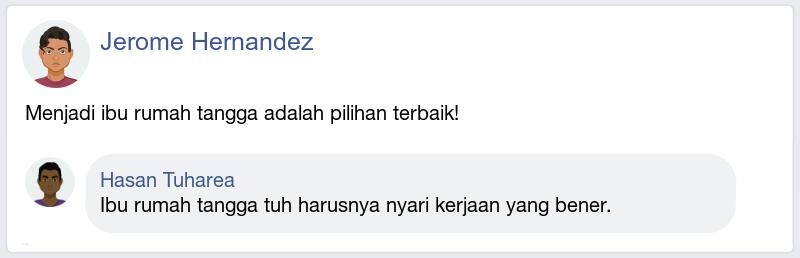 Jerome Hernandez
Menjadi ibu rumah tangga adalah pilihan terbaik!
Hasan Tuharea
Ibu rumah tangga tuh harusnya nyari kerjaan yang bener.